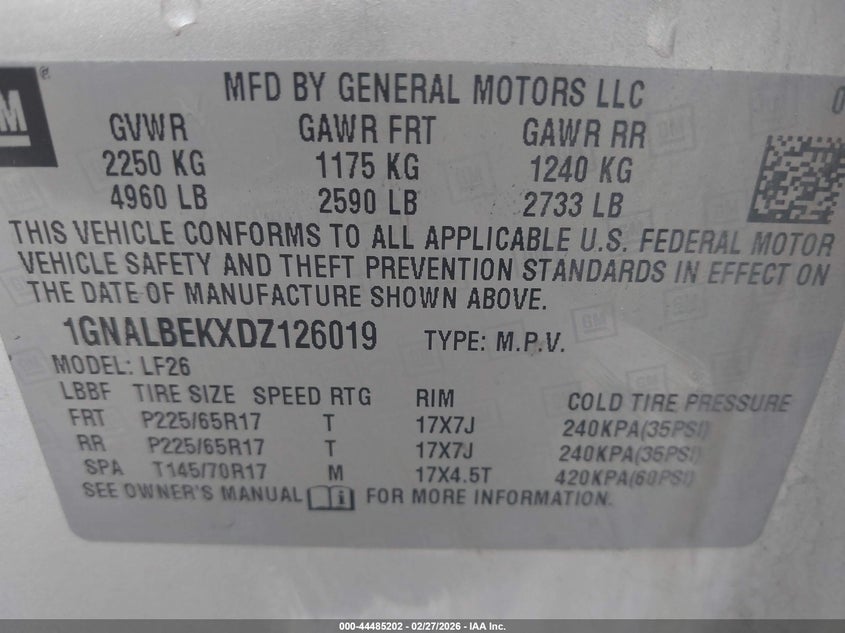 M ®
MFD BY GENERAL MOTORS LLC 0
GVWR GAWR FRT GAWR RR
2250 KG 1175 KG 1240 KG
4960 LB 2590 LB 2733 LB
THIS VEHICLE CONFORMS TO ALL APPLICABLE U.S. FEDERAL MOTOR
VEHICLE SAFETY AND THEFT PREVENTION STANDARDS IN EFFECT ON
THE DATE OF MANUFACTURE SHOWN ABOVE.
1GNALBEKXDZ126019 TYPE: M.P.V.
MODEL: LF26
LBBF TIRE SIZE SPEED RTG RIM COLD TIRE PRESSURE
FRT P225/65R17 T 17X7J 240KPA(35PSI)
RR P225/65R17 T 17X7J 240KPA(35PSI)
SPA T145/70R17 M 17X4.5T 420KPA(60PSI)
SEE OWNER'S MANUAL i FOR MORE INFORMATION.
000-44485202 - 02/27/2026 - IAA Inc.